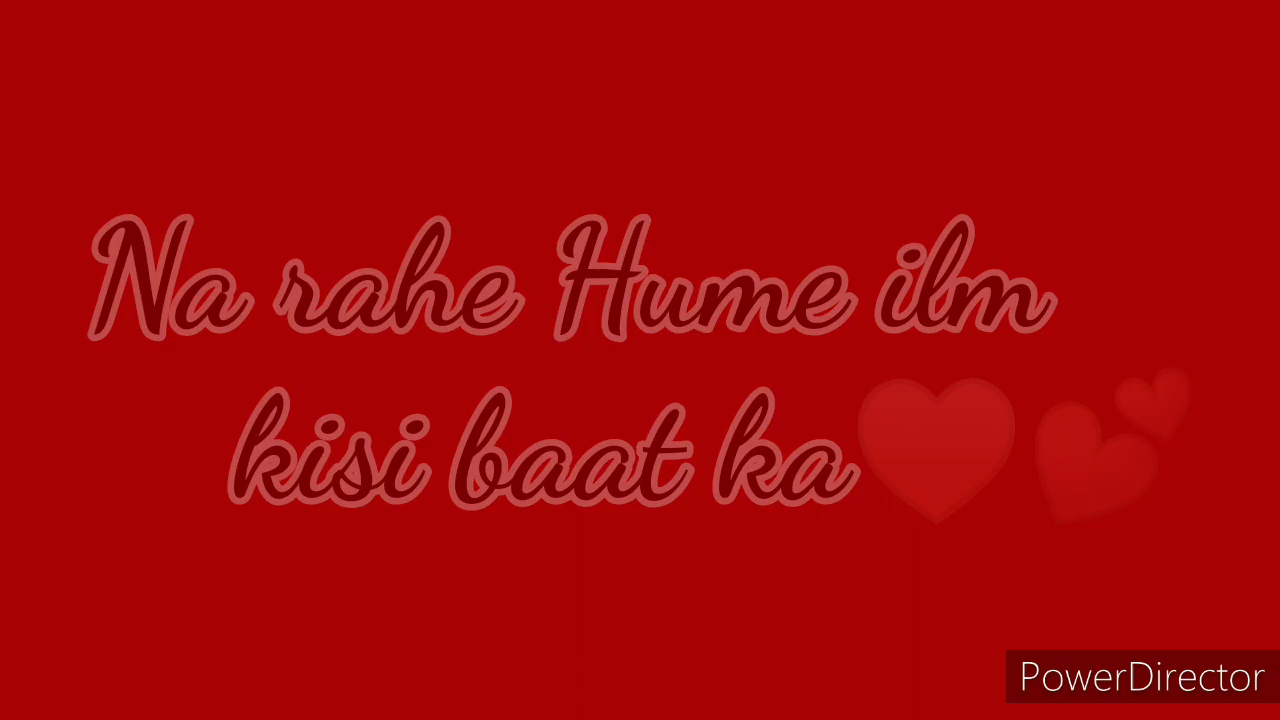 Na rahe Hume ilm
kisi baat ka♥️💕
PowerDirector